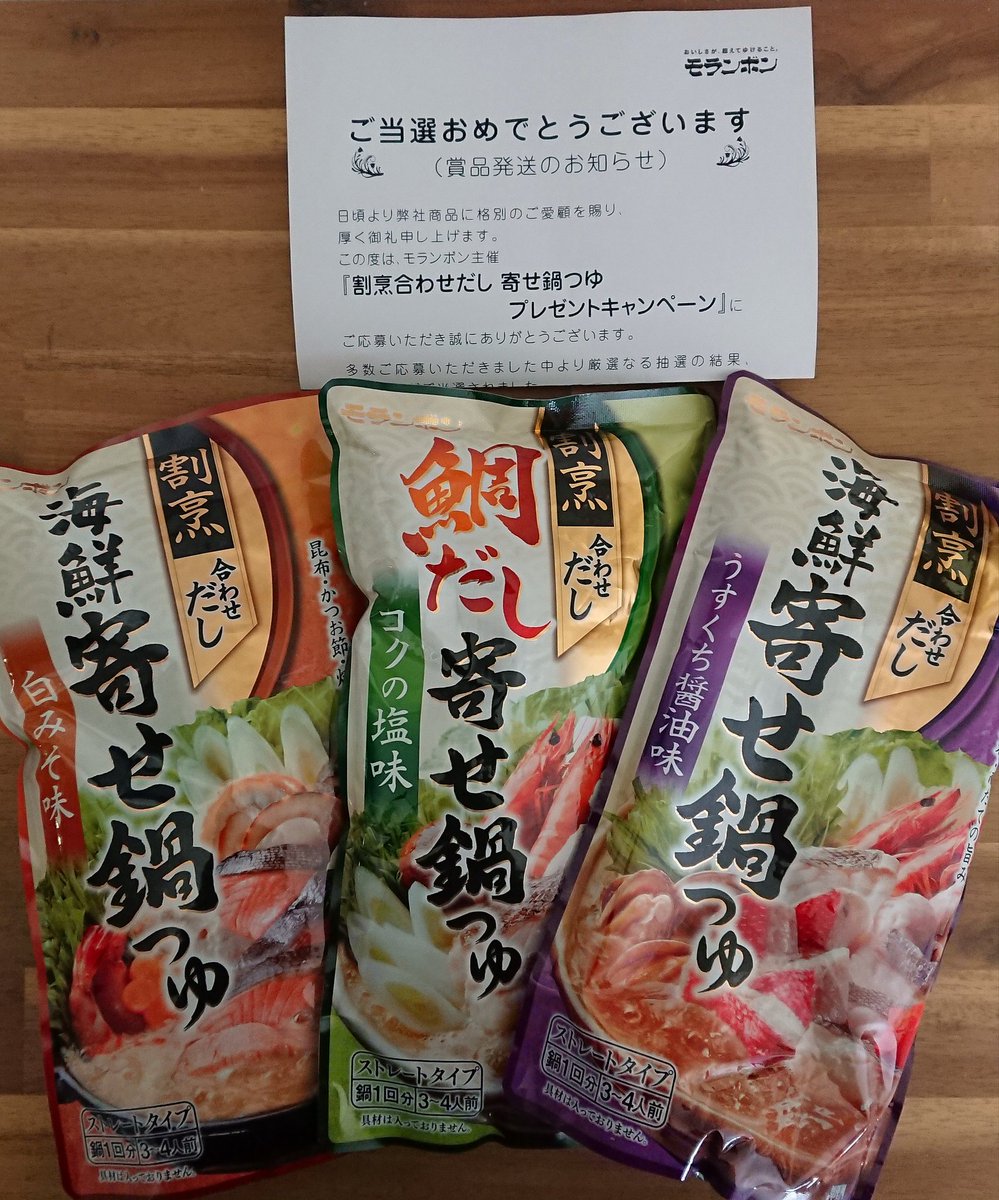 おいしさが、超えてゆけること。
モランボン
ご当選おめでとうございます
(賞品発送のお知らせ)
日頃より弊社商品に格別のご愛顧を賜り、
厚く御礼申し上げます。
この度は、モランボン主催
『割烹合わせだし 寄せ鍋つゆ
プレゼントキャンペーン』に
ご応募いただき誠にありがとうございます。
多数ご応募いただきました中より厳選なる抽選の結果、
モランボン
割烹
合わせ
だし
海鮮寄せ鍋つゆ
白みそ味
昆布・かつお節・
ストレートタイプ
鍋1回分 3~4人前
具材は入っておりません。
モランボン
割烹
合わせ
だし
鯛だし
寄せ鍋つゆ
コクの塩味
ストレートタイプ
鍋1回分 3~4人前
具材は入っておりません。
モランボン
割烹
合わせ
だし
海鮮寄せ鍋つゆ
うすくち醤油味
ストレートタイプ
鍋1回分 3~4人前
具材は入っておりません。